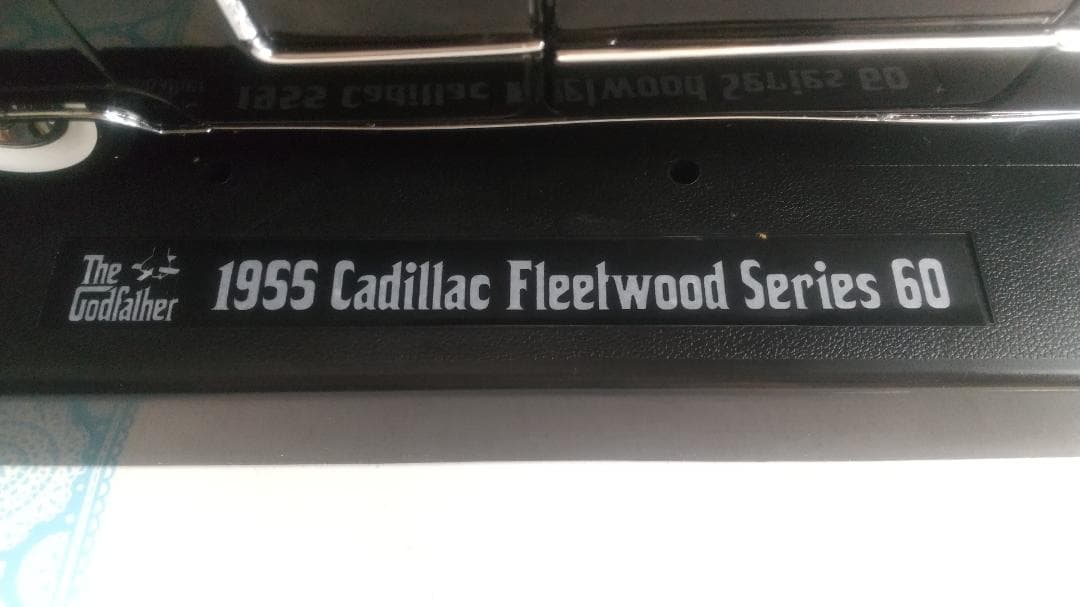 The
Godfather
1955 Cadillac Fleetwood Series 60